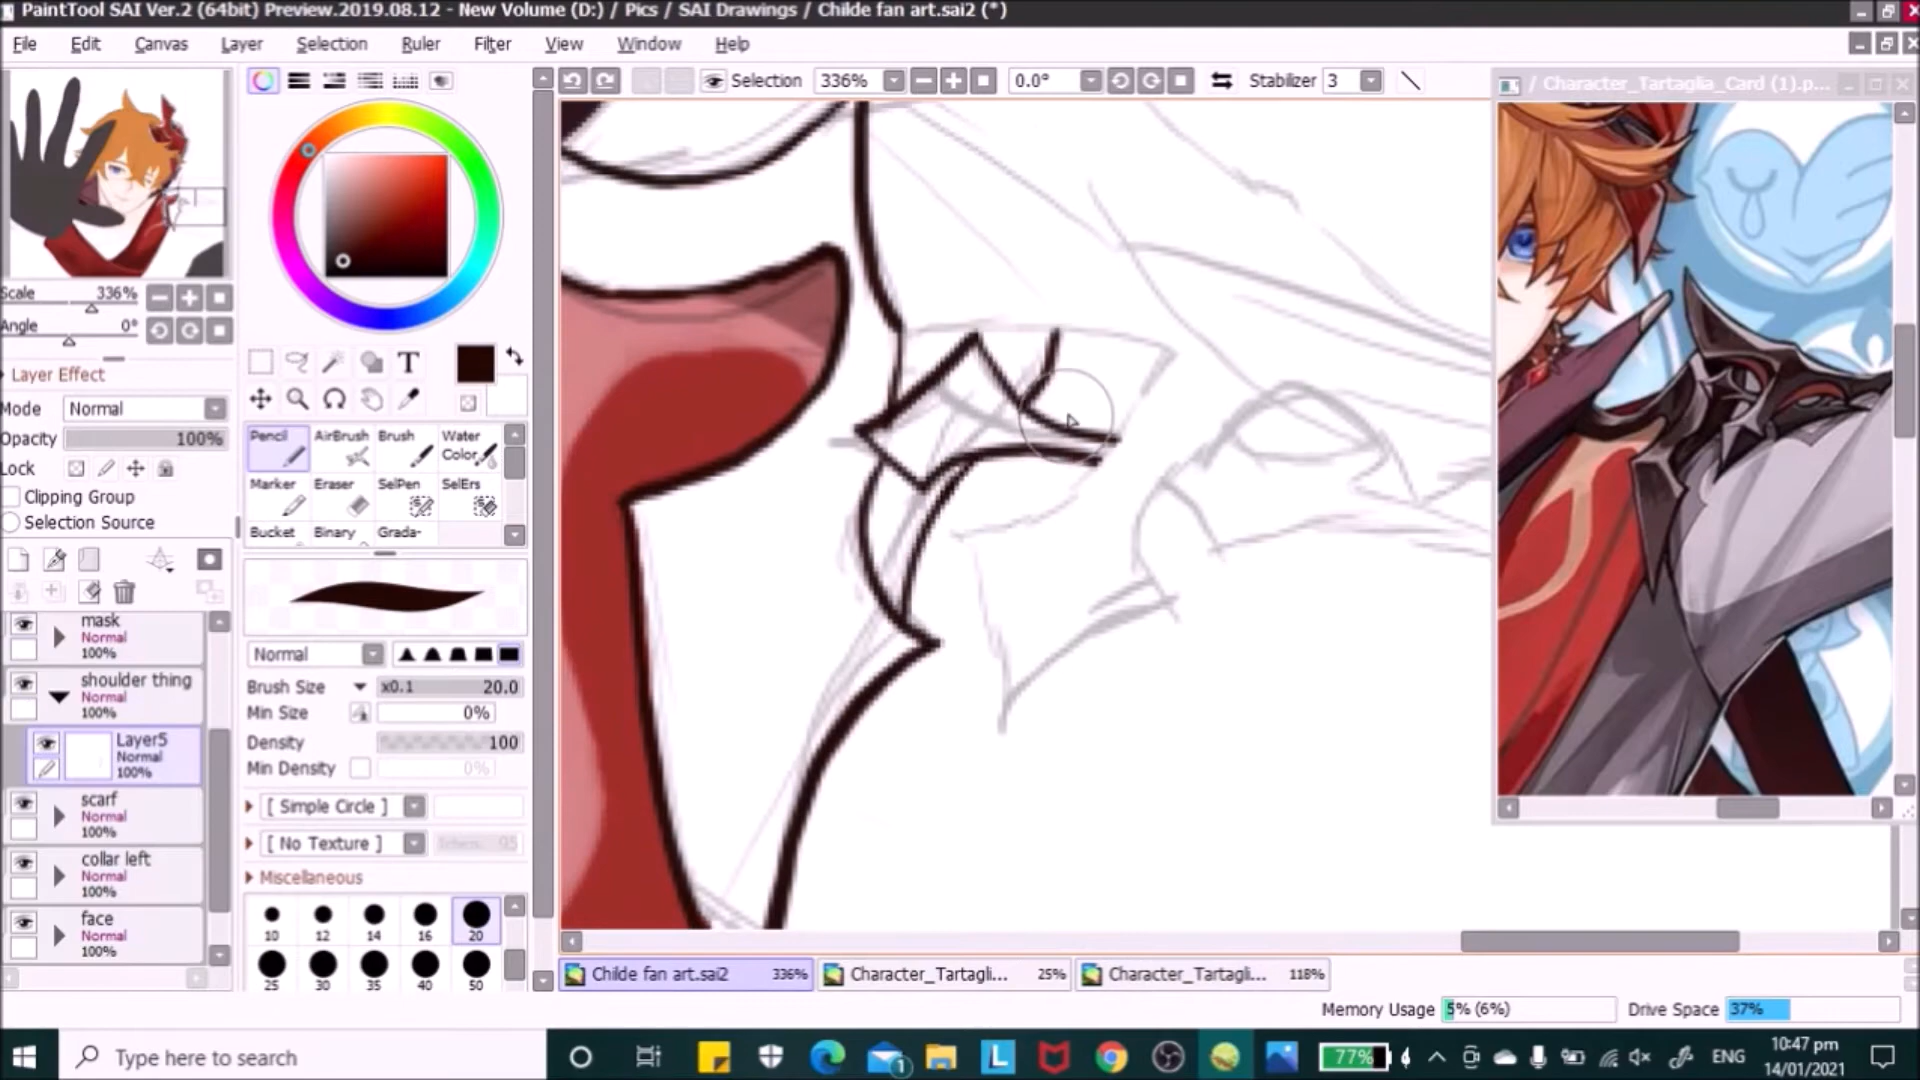 PaintTool SAI Ver.2 (64bit) Preview.2019.08.12 - New Volume (D:) / Pics / SAI Drawings / Childe fan art.sai2 (*)
File Edit Canvas Layer Selection Ruler Filter View Window Help
Selection 336% 0.0° Stabilizer 3
/ Character_Tartaglia_Card (1).p...
Scale 336%
Angle 0°
Layer Effect
Mode Normal
Opacity 100%
Lock
Clipping Group
Selection Source
mask
Normal
100%
shoulder thing
Normal
100%
Layer5
Normal
100%
scarf
Normal
100%
collar left
Normal
100%
face
Normal
100%
T
Pencil AirBrush Brush Water Color
Marker Eraser SelPen SelErs
Bucket Binary Grada-
Normal
Brush Size x0.1 20.0
Min Size 0%
Density 100
Min Density 0%
[ Simple Circle ]
[ No Texture ] 95
Miscellaneous
10 12 14 16 20
25 30 35 40 50
Childe fan art.sai2 336% Character_Tartagli... 25% Character_Tartagli... 118%
Memory Usage 5% (6%) Drive Space 37%
Type here to search
1
L
77%
ENG
10:47 pm
14/01/2021